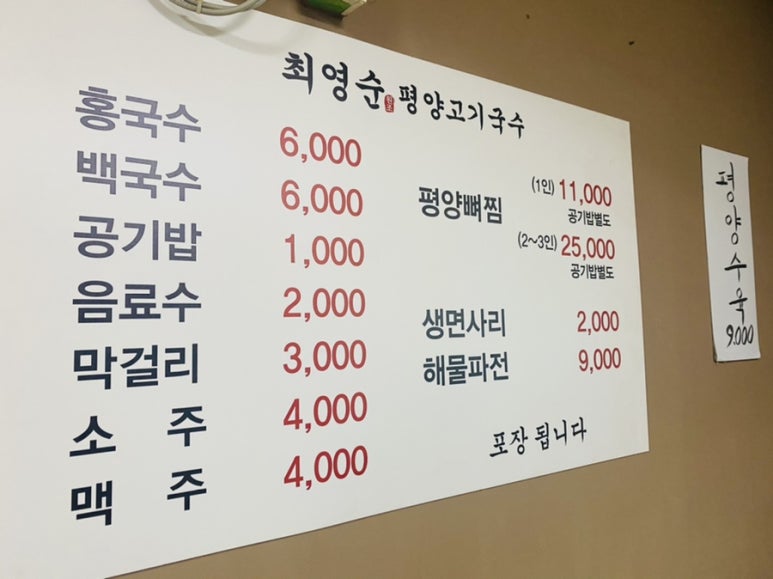 최영순 평양고기국수
홍국수 6,000
백국수 6,000
공기밥 1,000
음료수 2,000
막걸리 3,000
소 주 4,000
맥 주 4,000
평양뼈찜 (1인) 11,000
공기밥별도
(2~3인) 25,000
공기밥별도
생면사리 2,000
해물파전 9,000
포장 됩니다
평양수육
9.000